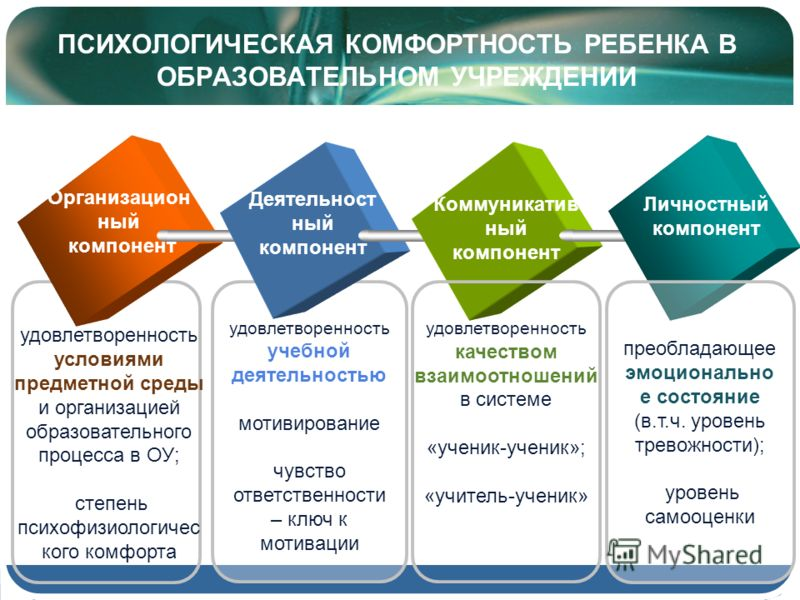 ПСИХОЛОГИЧЕСКАЯ КОМФОРТНОСТЬ РЕБЕНКА В
ОБРАЗОВАТЕЛЬНОМ УЧРЕЖДЕНИИ
Организацион
ный
компонент
удовлетворенность
условиями
предметной среды
и организацией
образовательного
процесса в ОУ;
степень
психофизиологичес
кого комфорта
Деятельност
ный
компонент
удовлетворенность
учебной
деятельностью
мотивирование
чувство
ответственности
– ключ к
мотивации
Коммуникатив
ный
компонент
удовлетворенность
качеством
взаимоотношений
в системе
«ученик-ученик»;
«учитель-ученик»
Личностный
компонент
преобладающее
эмоционально
е состояние
(в.т.ч. уровень
тревожности);
уровень
самооценки
MyShared